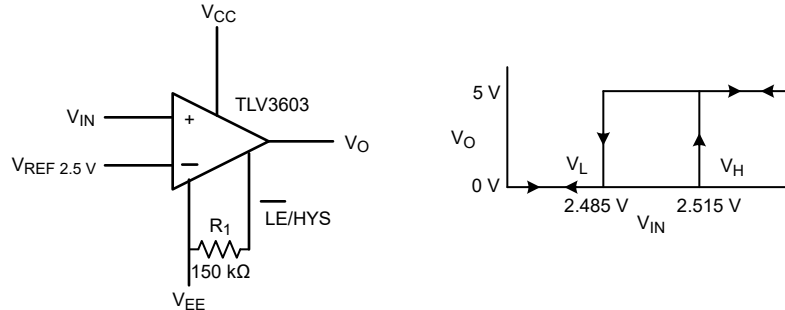 VCC
TLV3603
VIN
+
VREF 2.5 V
−
VO
LE/HYS
R1
150 kΩ
VEE
5 V
VO
VL
VH
0 V
2.485 V
2.515 V
VIN